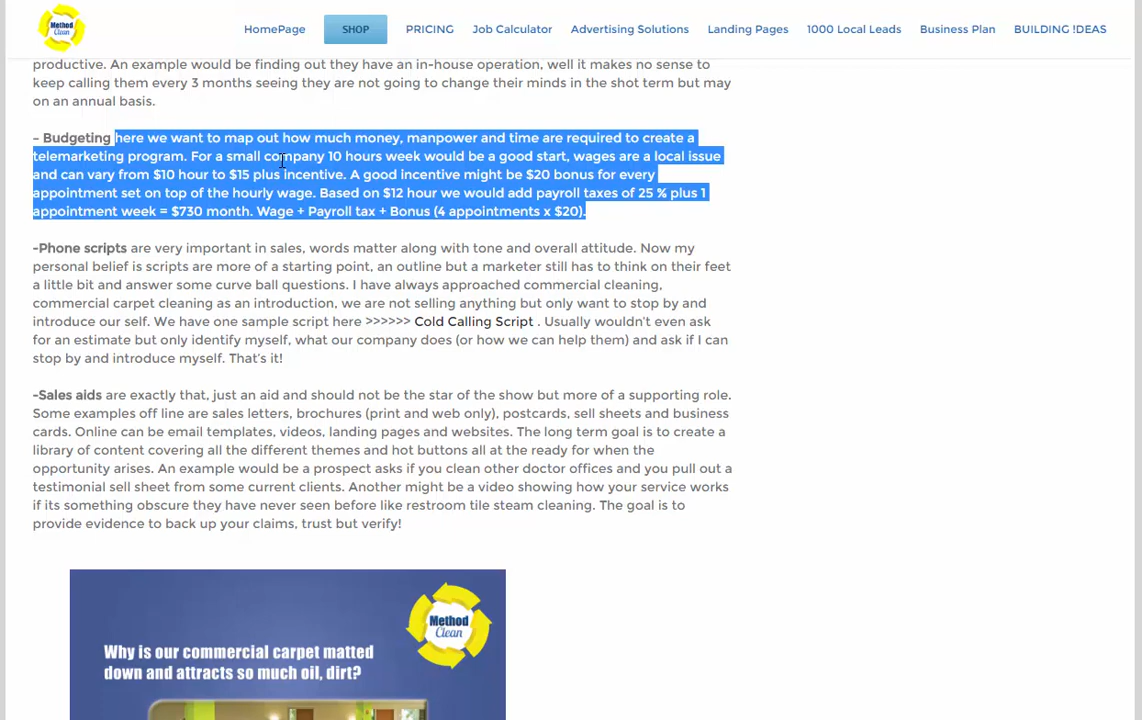 Method
Clean
HomePage
SHOP
PRICING
Job Calculator
Advertising Solutions
Landing Pages
1000 Local Leads
Business Plan
BUILDING !DEAS
productive. An example would be finding out they have an in-house operation, well it makes no sense to
keep calling them every 3 months seeing they are not going to change their minds in the shot term but may
on an annual basis.
– Budgeting here we want to map out how much money, manpower and time are required to create a
telemarketing program. For a small company 10 hours week would be a good start, wages are a local issue
and can vary from $10 hour to $15 plus incentive. A good incentive might be $20 bonus for every
appointment set on top of the hourly wage. Based on $12 hour we would add payroll taxes of 25 % plus 1
appointment week = $730 month. Wage + Payroll tax + Bonus (4 appointments x $20).
-Phone scripts are very important in sales, words matter along with tone and overall attitude. Now my
personal belief is scripts are more of a starting point, an outline but a marketer still has to think on their feet
a little bit and answer some curve ball questions. I have always approached commercial cleaning,
commercial carpet cleaning as an introduction, we are not selling anything but only want to stop by and
introduce our self. We have one sample script here >>>>>> Cold Calling Script . Usually wouldn't even ask
for an estimate but only identify myself, what our company does (or how we can help them) and ask if I can
stop by and introduce myself. That's it!
-Sales aids are exactly that, just an aid and should not be the star of the show but more of a supporting role.
Some examples off line are sales letters, brochures (print and web only), postcards, sell sheets and business
cards. Online can be email templates, videos, landing pages and websites. The long term goal is to create a
library of content covering all the different themes and hot buttons all at the ready for when the
opportunity arises. An example would be a prospect asks if you clean other doctor offices and you pull out a
testimonial sell sheet from some current clients. Another might be a video showing how your service works
if its something obscure they have never seen before like restroom tile steam cleaning. The goal is to
provide evidence to back up your claims, trust but verify!
Method
Clean
Why is our commercial carpet matted
down and attracts so much oil, dirt?